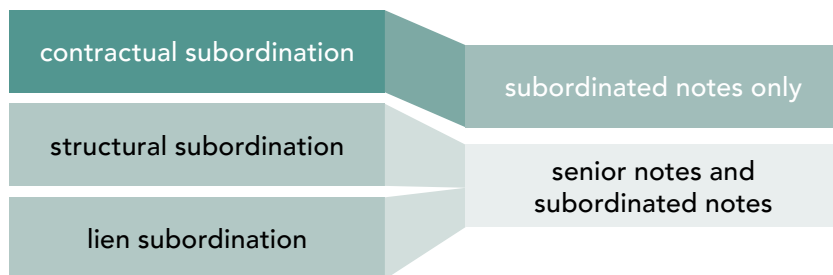 contractual subordination
subordinated notes only
structural subordination
senior notes and
subordinated notes
lien subordination